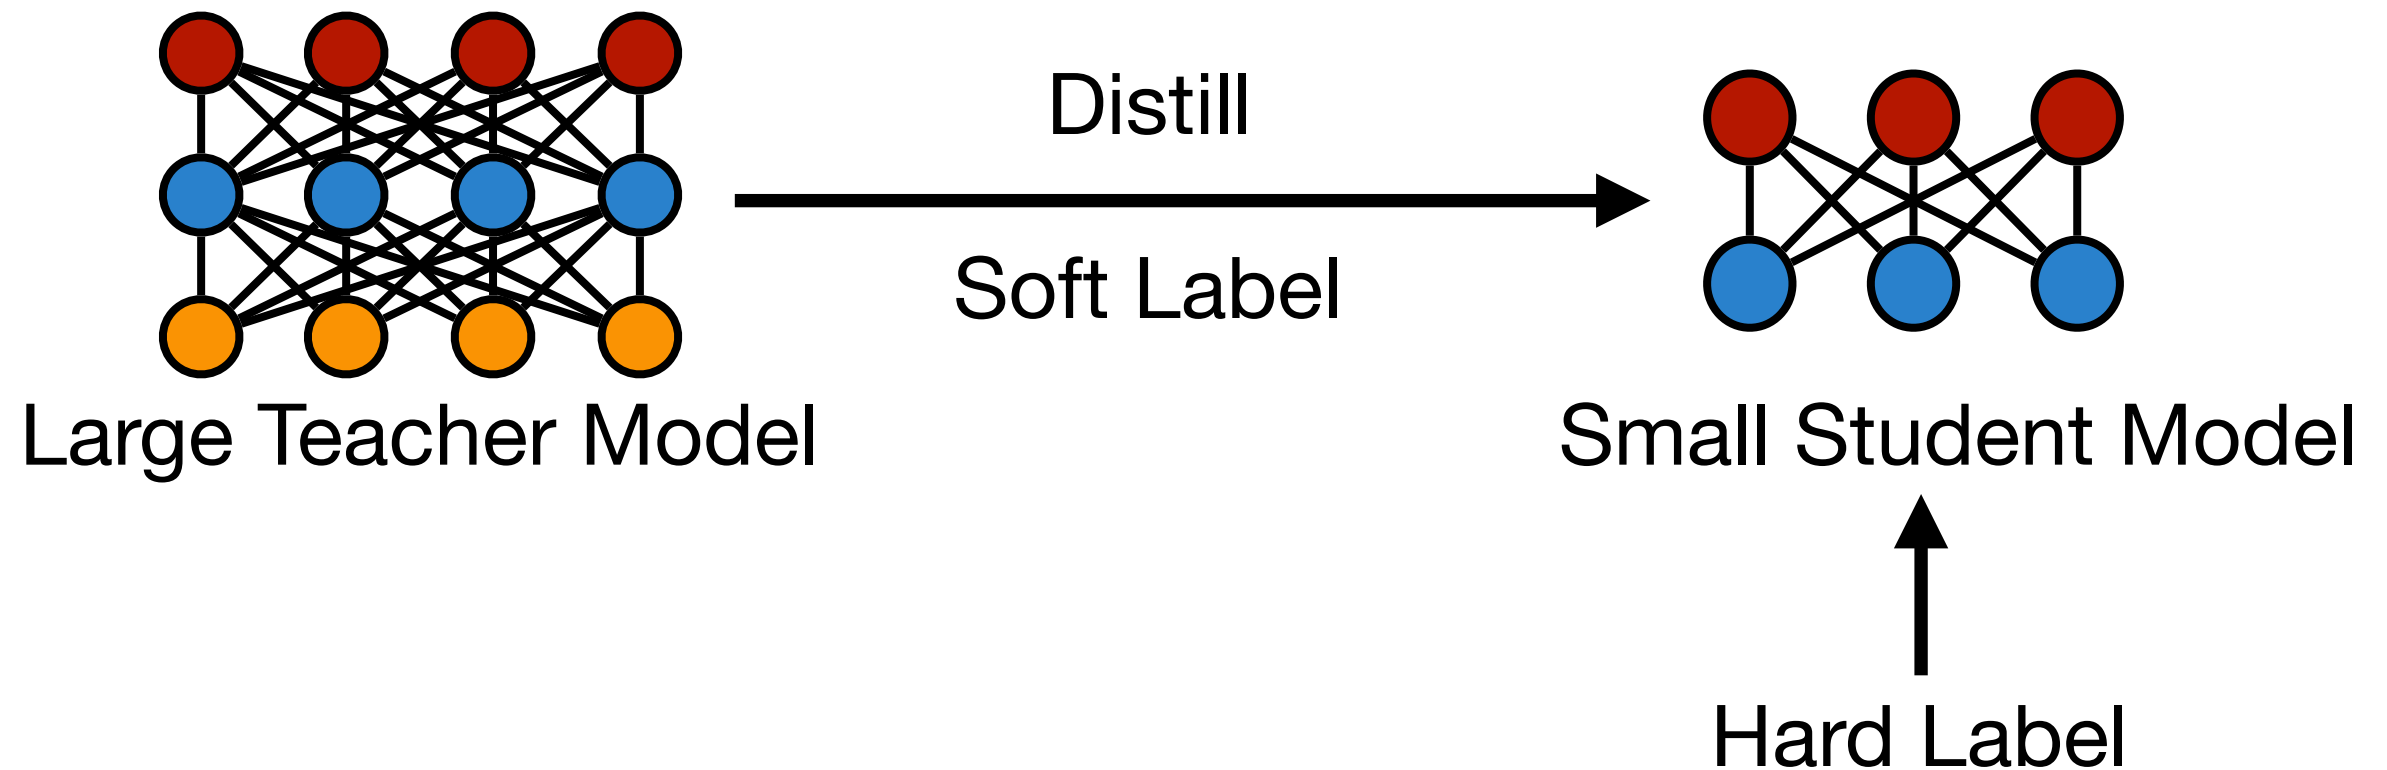 Distill
Soft Label
Large Teacher Model
Small Student Model
Hard Label